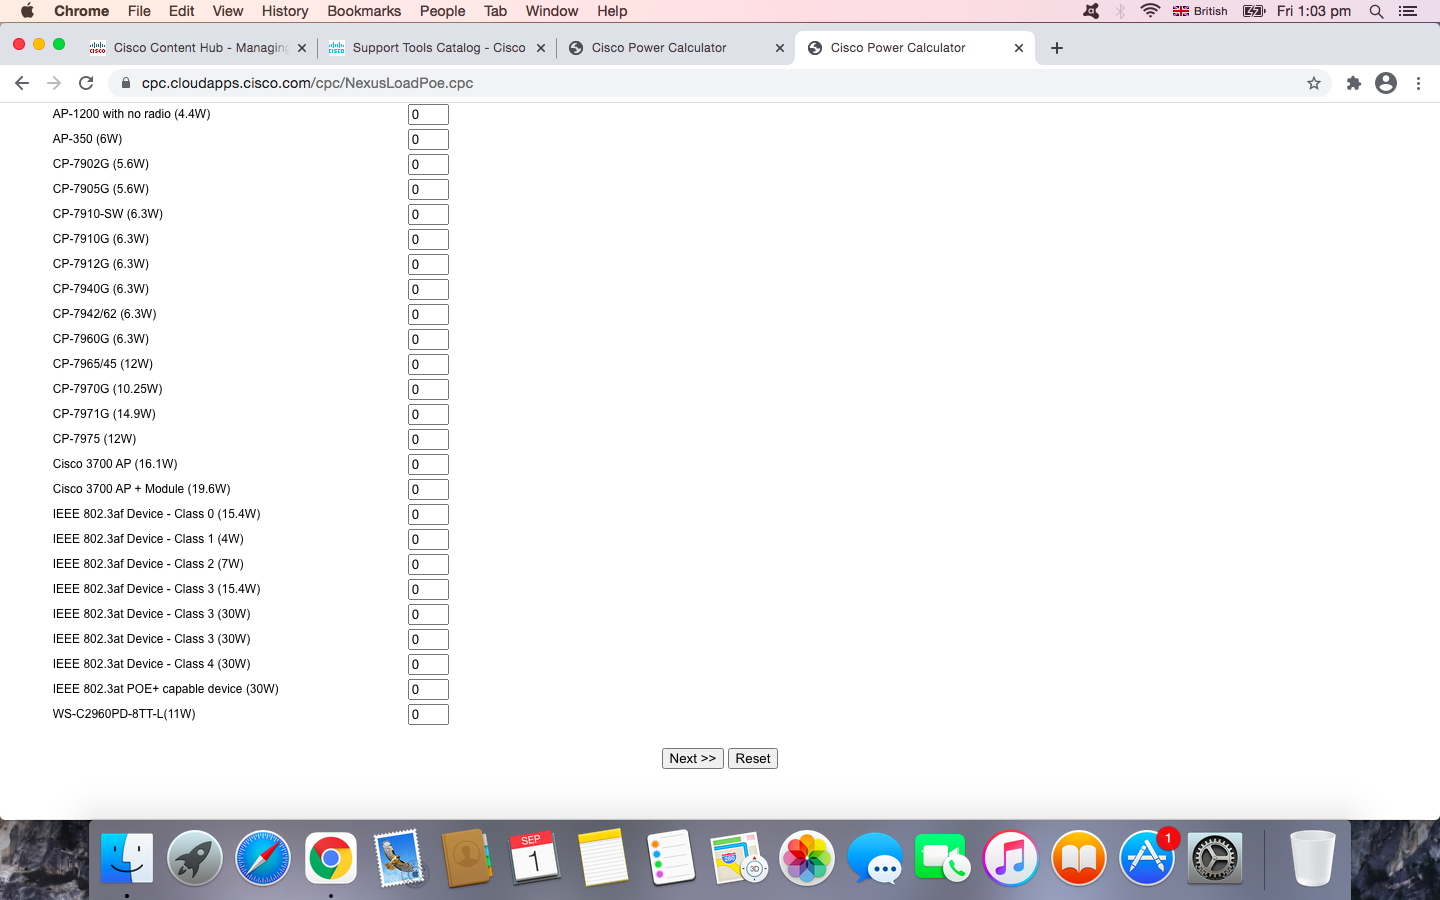 Chrome File Edit View History Bookmarks People Tab Window Help British Fri 1:03 pm
Cisco Content Hub - Managing Support Tools Catalog - Cisco Cisco Power Calculator Cisco Power Calculator
cpc.cloudapps.cisco.com/cpc/NexusLoadPoe.cpc
AP-1200 with no radio (4.4W) 0
AP-350 (6W) 0
CP-7902G (5.6W) 0
CP-7905G (5.6W) 0
CP-7910-SW (6.3W) 0
CP-7910G (6.3W) 0
CP-7912G (6.3W) 0
CP-7940G (6.3W) 0
CP-7942/62 (6.3W) 0
CP-7960G (6.3W) 0
CP-7965/45 (12W) 0
CP-7970G (10.25W) 0
CP-7971G (14.9W) 0
CP-7975 (12W) 0
Cisco 3700 AP (16.1W) 0
Cisco 3700 AP + Module (19.6W) 0
IEEE 802.3af Device - Class 0 (15.4W) 0
IEEE 802.3af Device - Class 1 (4W) 0
IEEE 802.3af Device - Class 2 (7W) 0
IEEE 802.3af Device - Class 3 (15.4W) 0
IEEE 802.3at Device - Class 3 (30W) 0
IEEE 802.3at Device - Class 3 (30W) 0
IEEE 802.3at Device - Class 4 (30W) 0
IEEE 802.3at POE+ capable device (30W) 0
WS-C2960PD-8TT-L(11W) 0
Next >> Reset
SEP
1
280
3D
1